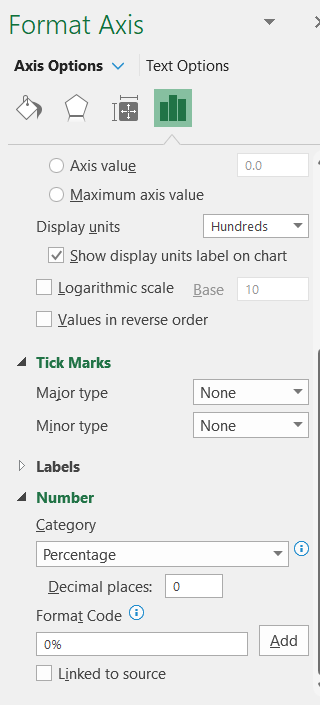 Format Axis
Axis Options Text Options
Axis value 0.0
Maximum axis value
Display units Hundreds
Show display units label on chart
Logarithmic scale Base 10
Values in reverse order
Tick Marks
Major type None
Minor type None
Labels
Number
Category
Percentage
Decimal places: 0
Format Code
0% Add
Linked to source